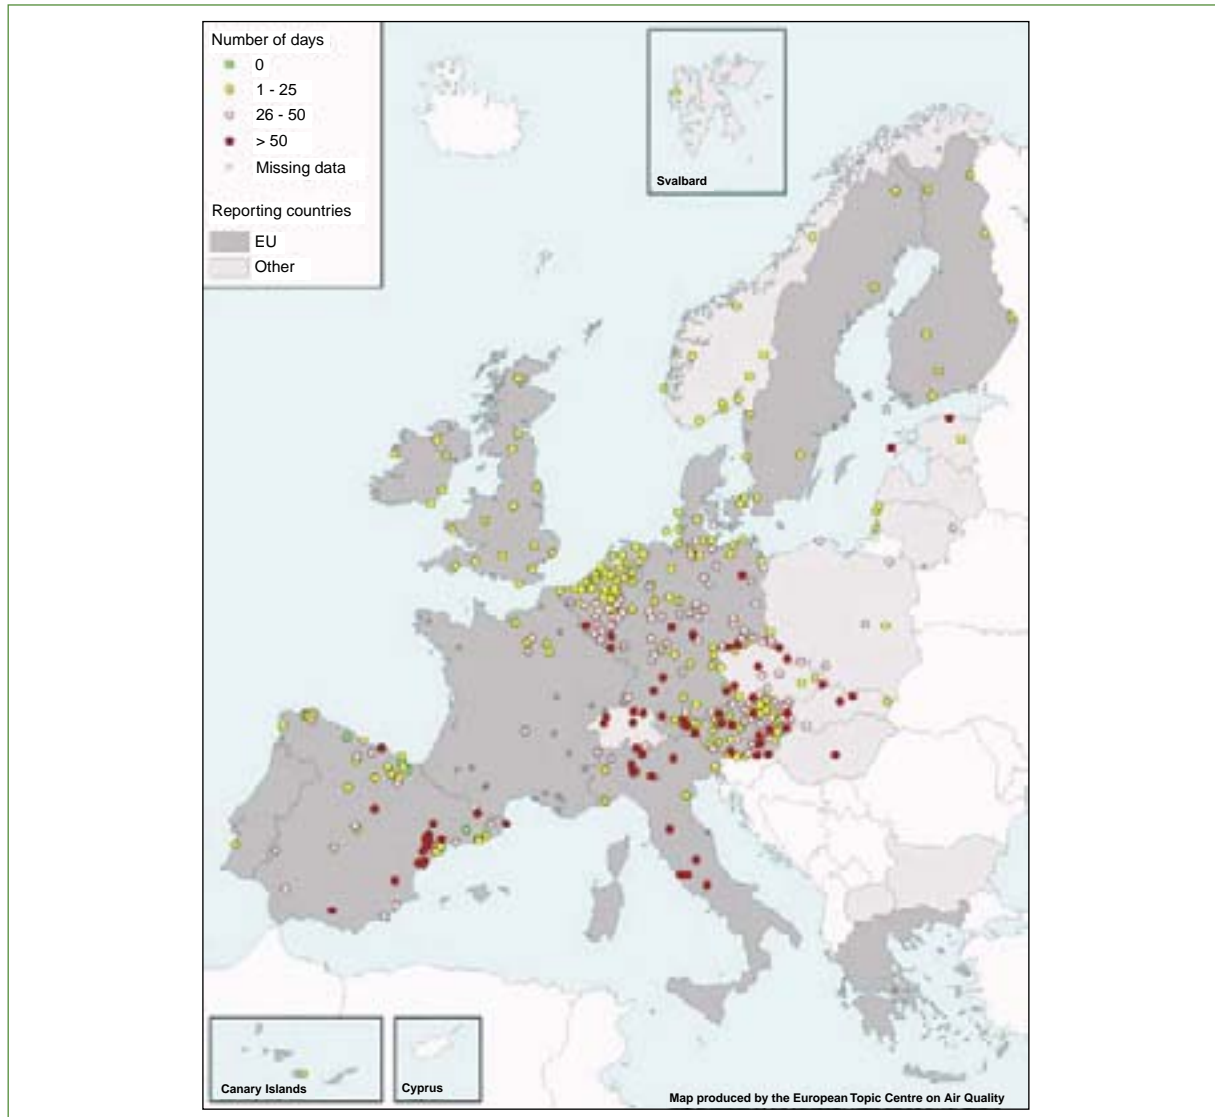 Number of days
0
1 - 25
26 - 50
> 50
Missing data
Reporting countries
EU
Other
Svalbard
Canary Islands
Cyprus
Map produced by the European Topic Centre on Air Quality